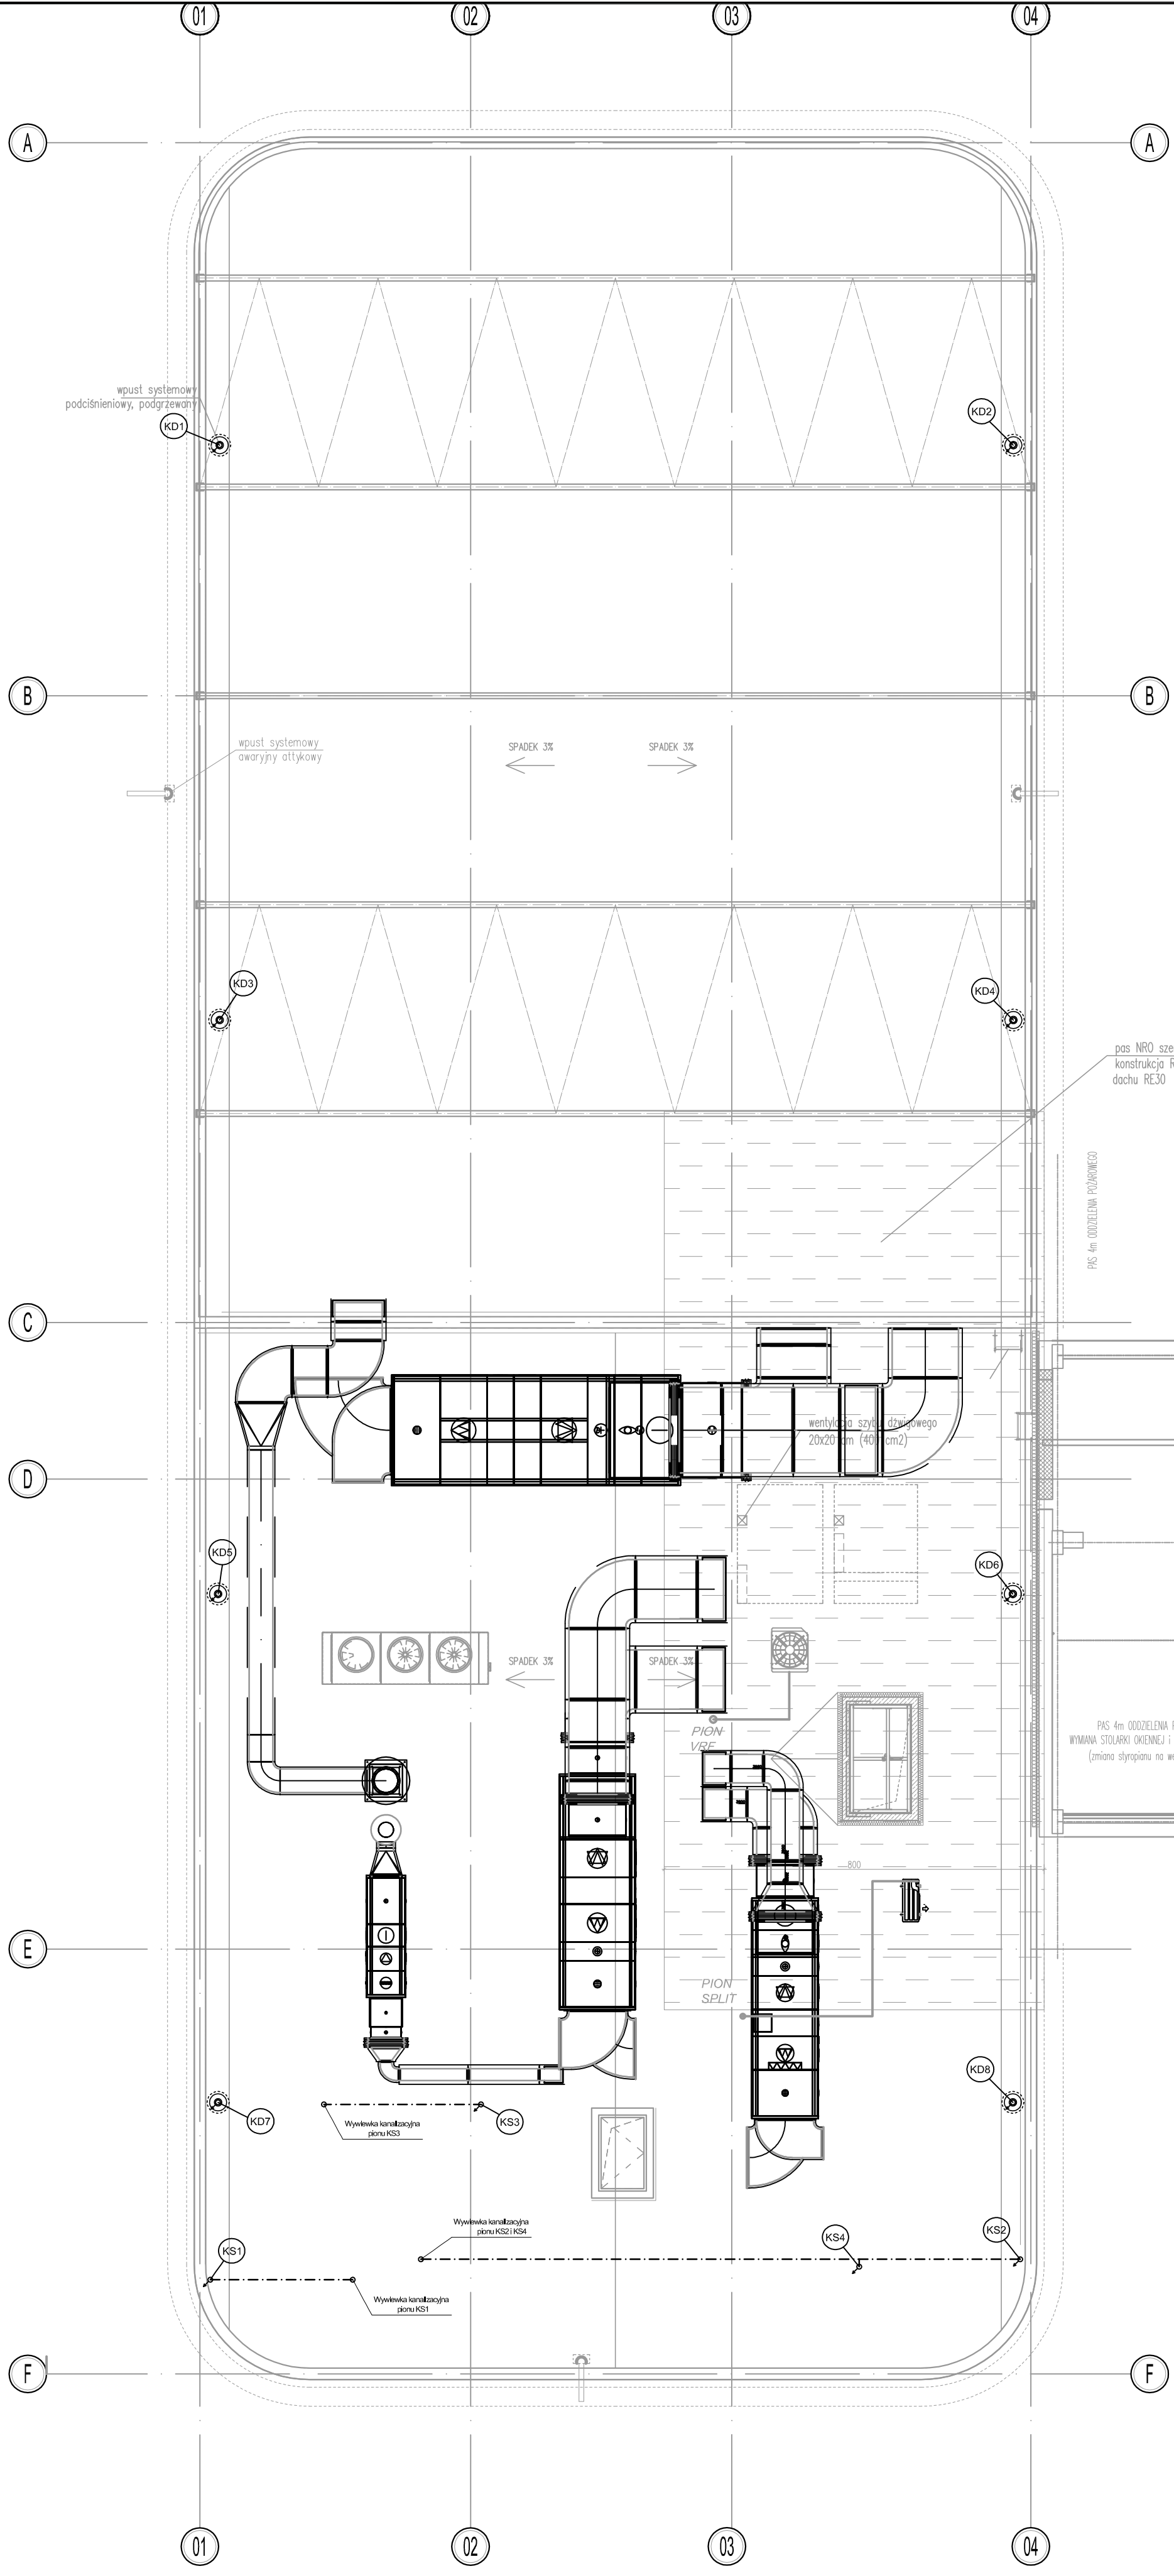 01
02
03
04
A
A
wpust systemowy
podciśnieniowy, podgrzewany
KD1
KD2
B
B
wpust systemowy
awaryjny attykowy
SPADEK 3%
SPADEK 3%
KD3
KD4
pas NRO sze
konstrukcja R
dachu RE30
PAS 4m ODDZIELENIA POŻAROWEGO
C
wentylacja szybu dźwigowego
20x20 cm (400 cm2)
D
KD5
KD6
SPADEK 3%
SPADEK 3%
PION
VRF
PAS 4m ODDZIELENIA P
WYMIANA STOLARKI OKIENNEJ i
(zmiana styropianu na we
800
E
PION
SPLIT
KD7
KS3
KD8
Wywiewka kanalizacyjna
pionu KS3
Wywiewka kanalizacyjna
pionu KS2 i KS4
KS1
KS4
KS2
Wywiewka kanalizacyjna
pionu KS1
F
F
01
02
03
04